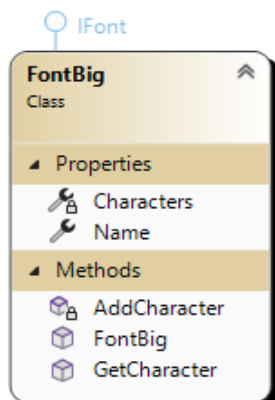 IFont
FontBig
Class
Properties
Characters
Name
Methods
AddCharacter
FontBig
GetCharacter